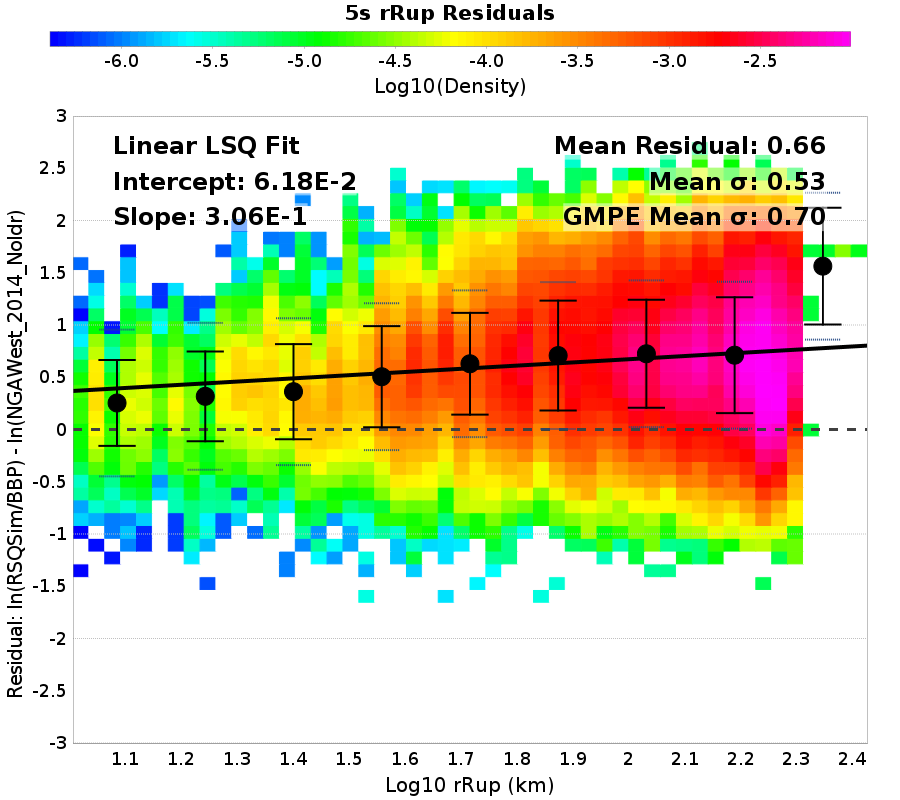 5s rRup Residuals
-6.0 -5.5 -5.0 -4.5 -4.0 -3.5 -3.0 -2.5
Log10(Density)
Linear LSQ Fit
Intercept: 6.18E-2
Slope: 3.06E-1
Mean Residual: 0.66
Mean σ: 0.53
GMPE Mean σ: 0.70
Residual: ln(RSQSim/BBP) - ln(NGAWest_2014_NoIdr)
3
2.5
2
1.5
1
0.5
0
-0.5
-1
-1.5
-2
-2.5
-3
1.1 1.2 1.3 1.4 1.5 1.6 1.7 1.8 1.9 2 2.1 2.2 2.3 2.4
Log10 rRup (km)